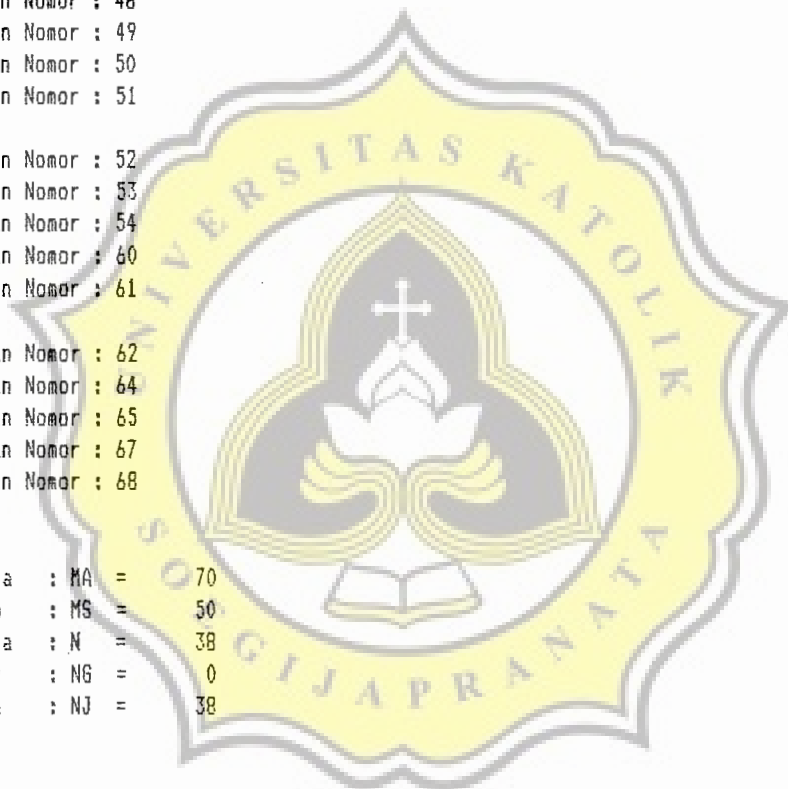 n Nomor : 48
n Nomor : 49
n Nomor : 50
n Nomor : 51
n Nomor : 52
n Nomor : 53
n Nomor : 54
n Nomor : 60
n Nomor : 61
n Nomor : 62
n Nomor : 64
n Nomor : 65
n Nomor : 67
n Nomor : 68
a : MA = 70
: MS = 50
a : N = 38
: NG = 0
: NJ = 38
UNIVERSITAS KATOLIK
SOEGIJAPRANATA